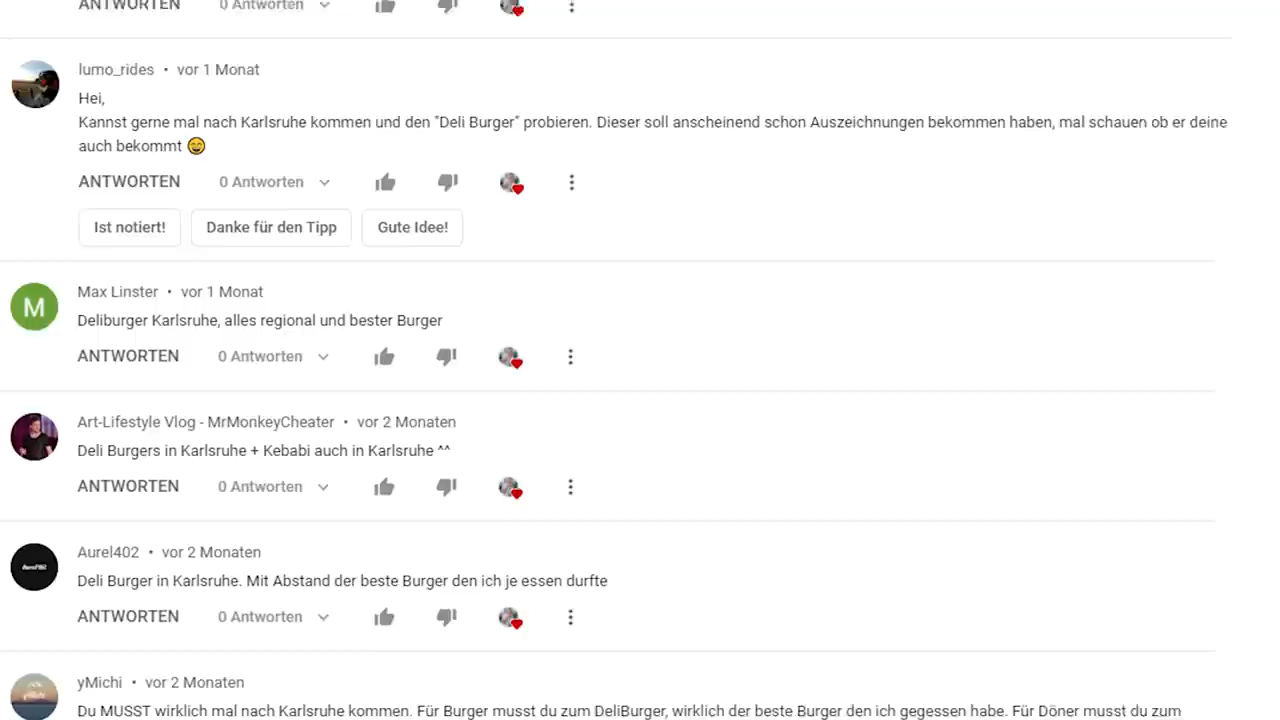 ANTWORTEN 0 Antworten
lumo_rides • vor 1 Monat
Hei,
Kannst gerne mal nach Karlsruhe kommen und den "Deli Burger" probieren. Dieser soll anscheinend schon Auszeichnungen bekommen haben, mal schauen ob er deine
auch bekommt 😄
ANTWORTEN 0 Antworten
Ist notiert! Danke für den Tipp Gute Idee!
M
Max Linster • vor 1 Monat
Deliburger Karlsruhe, alles regional und bester Burger
ANTWORTEN 0 Antworten
Art-Lifestyle Vlog - MrMonkeyCheater • vor 2 Monaten
Deli Burgers in Karlsruhe + Kebabi auch in Karlsruhe ^^
ANTWORTEN 0 Antworten
Aurel402 • vor 2 Monaten
Deli Burger in Karlsruhe. Mit Abstand der beste Burger den ich je essen durfte
ANTWORTEN 0 Antworten
yMichi • vor 2 Monaten
Du MUSST wirklich mal nach Karlsruhe kommen. Für Burger musst du zum DeliBurger, wirklich der beste Burger den ich gegessen habe. Für Döner musst du zum